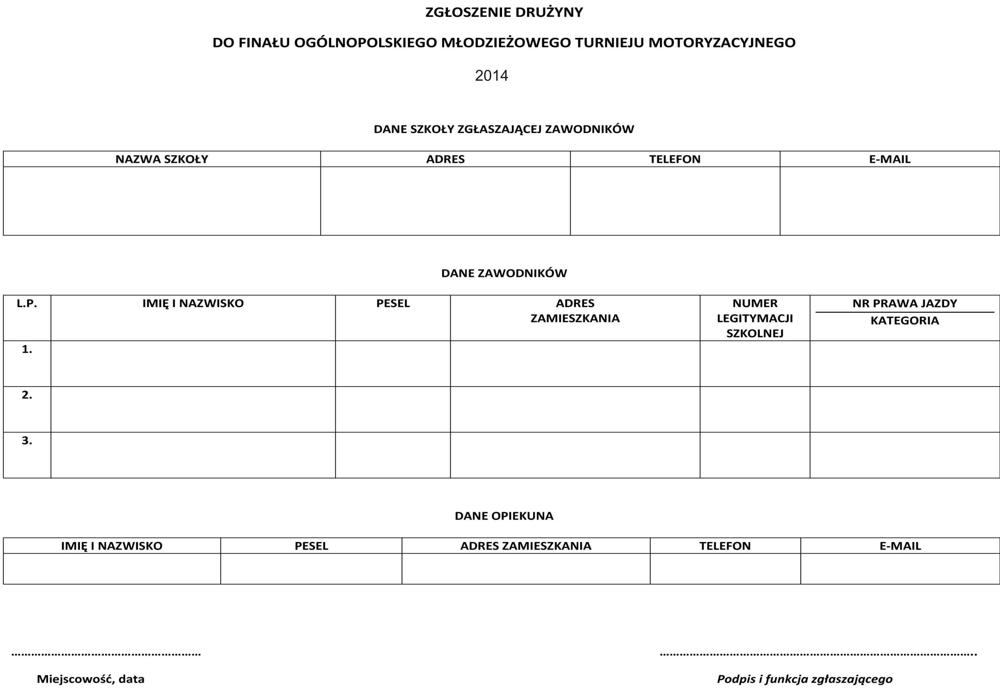 ZGŁOSZENIE DRUŻYNY
DO FINAŁU OGÓLNOPOLSKIEGO MŁODZIEŻOWEGO TURNIEJU MOTORYZACYJNEGO
2014
DANE SZKOŁY ZGŁASZAJĄCEJ ZAWODNIKÓW
NAZWA SZKOŁY ADRES TELEFON E-MAIL
DANE ZAWODNIKÓW
L.P. IMIĘ I NAZWISKO PESEL ADRES ZAMIESZKANIA NUMER LEGITYMACJI SZKOLNEJ NR PRAWA JAZDY KATEGORIA
1.
2.
3.
DANE OPIEKUNA
IMIĘ I NAZWISKO PESEL ADRES ZAMIESZKANIA TELEFON E-MAIL
Miejscowość, data Podpis i funkcja zgłaszającego